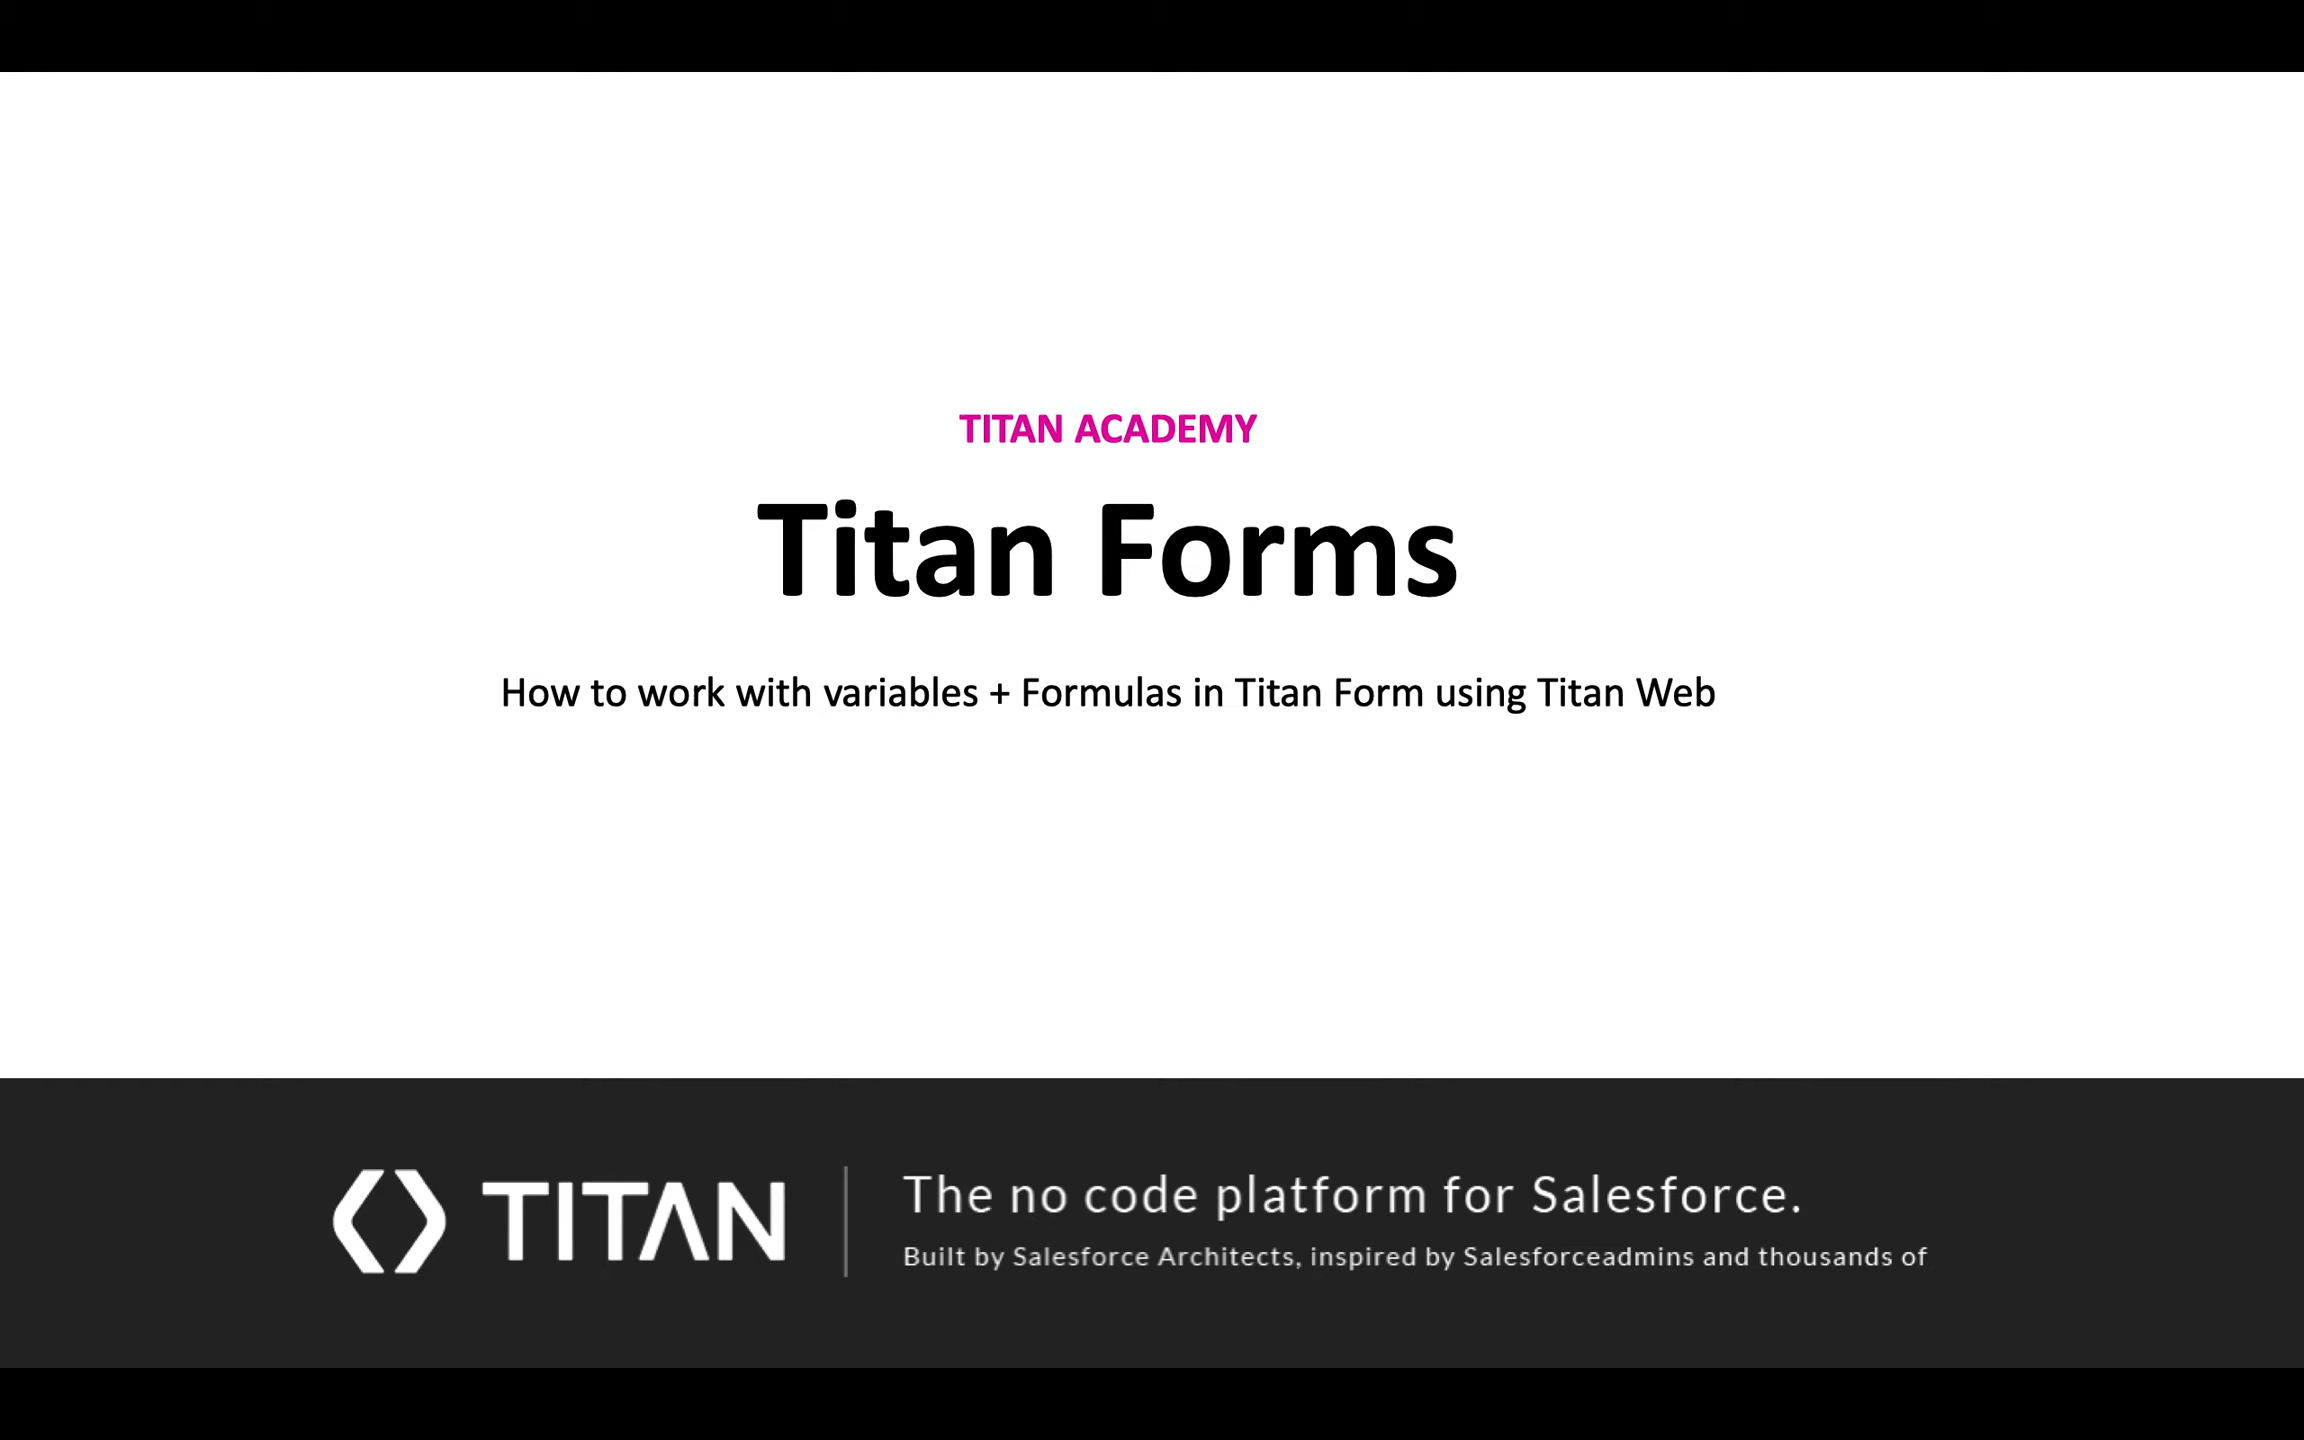 TITAN ACADEMY
Titan Forms
How to work with variables + Formulas in Titan Form using Titan Web
TITAN
The no code platform for Salesforce.
Built by Salesforce Architects, inspired by Salesforceadmins and thousands of